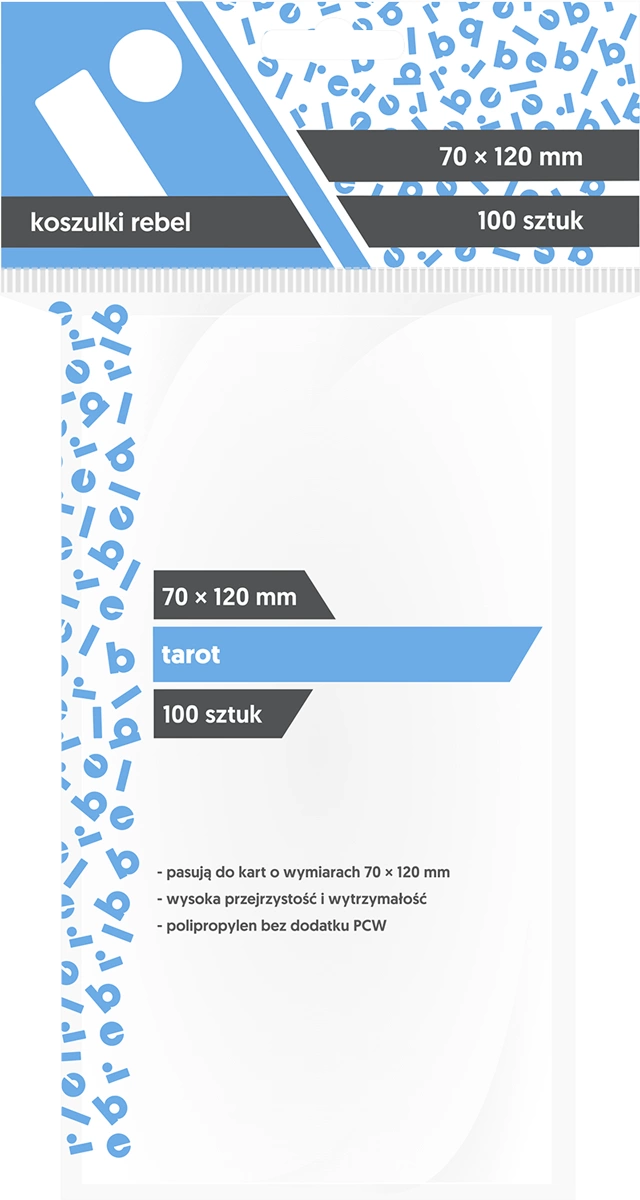 70 × 120 mm
koszulki rebel
100 sztuk
70 × 120 mm
tarot
100 sztuk
- pasują do kart o wymiarach 70 × 120 mm
- wysoka przejrzystość i wytrzymałość
- polipropylen bez dodatku PCW